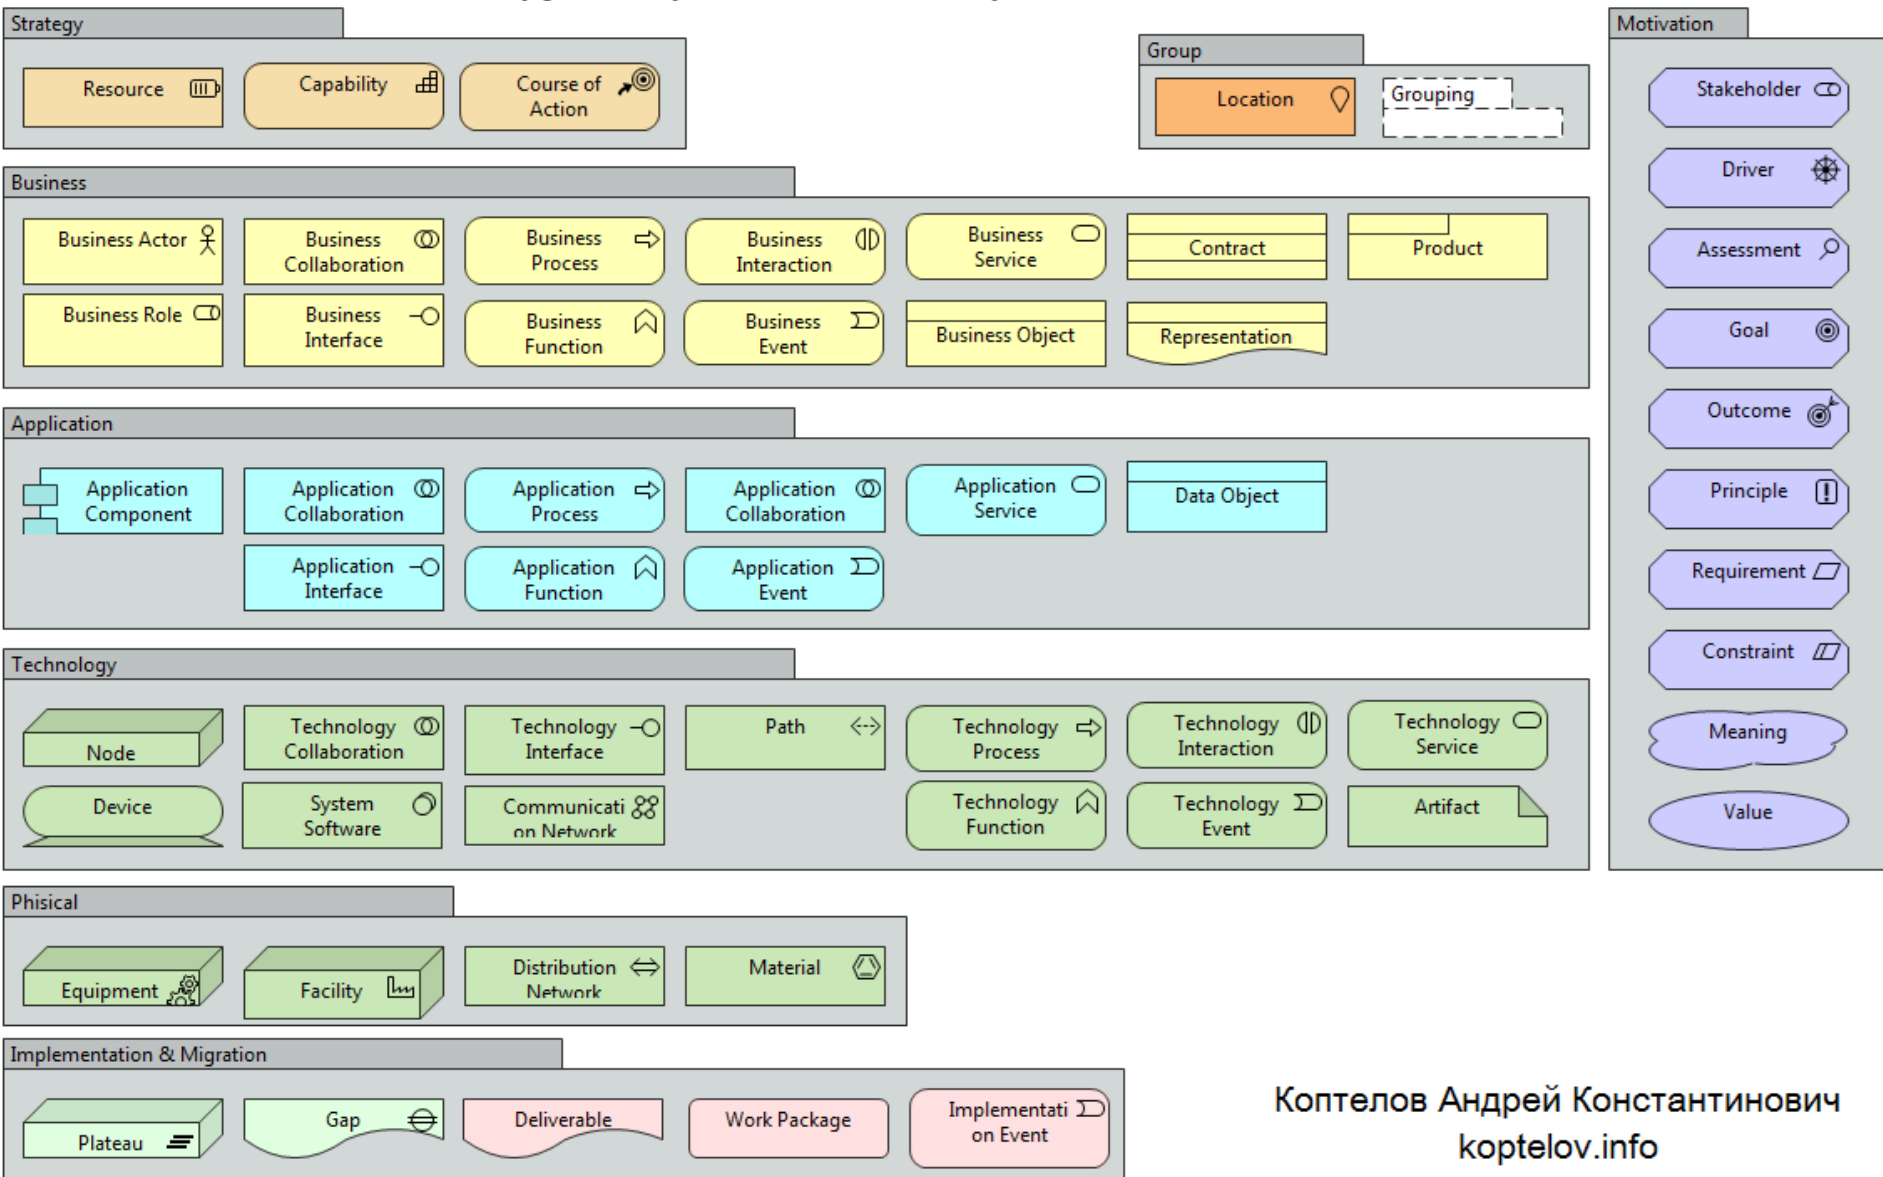 Strategy
Resource
Capability
Course of
Action
Group
Location
Grouping
Motivation
Stakeholder
Driver
Assessment
Goal
Outcome
Principle
Requirement
Constraint
Meaning
Value
Business
Business Actor
Business
Collaboration
Business
Process
Business
Interaction
Business
Service
Contract
Product
Business Role
Business
Interface
Business
Function
Business
Event
Business Object
Representation
Application
Application
Component
Application
Collaboration
Application
Process
Application
Collaboration
Application
Service
Data Object
Application
Interface
Application
Function
Application
Event
Technology
Node
Technology
Collaboration
Technology
Interface
Path
Technology
Process
Technology
Interaction
Technology
Service
Device
System
Software
Communicati
on Network
Technology
Function
Technology
Event
Artifact
Phisical
Equipment
Facility
Distribution
Network
Material
Implementation & Migration
Plateau
Gap
Deliverable
Work Package
Implementati
on Event
Коптелов Андрей Константинович
koptelov.info